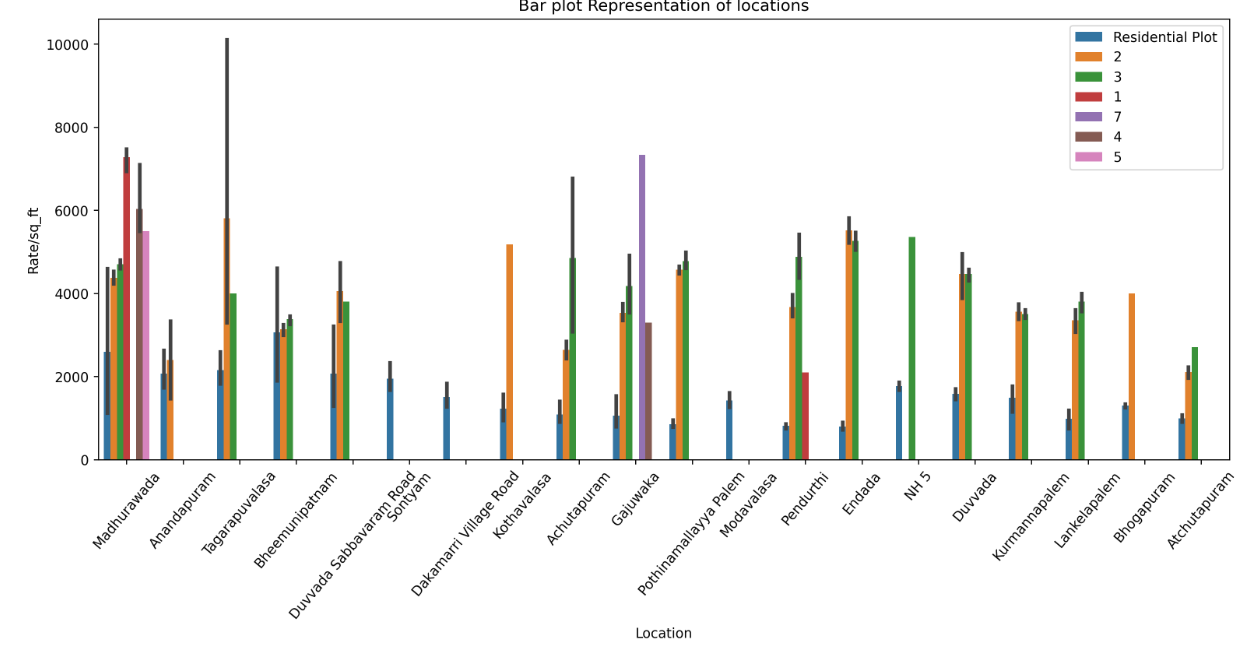 Bar plot Representation of locations
Rate/sq_ft
10000
8000
6000
4000
2000
0
Residential Plot
2
3
1
7
4
5
Madhurawada
Anandapuram
Tagarapuvalasa
Bheemunipatnam
Duvvada Sabbavaram Road
Sontyam
Dakamarri Village Road
Kothavalasa
Achutapuram
Gajuwaka
Pothinamallayya Palem
Modavalasa
Pendurthi
Endada
NH 5
Duvvada
Kurmannapalem
Lankelapalem
Bhogapuram
Atchutapuram
Location